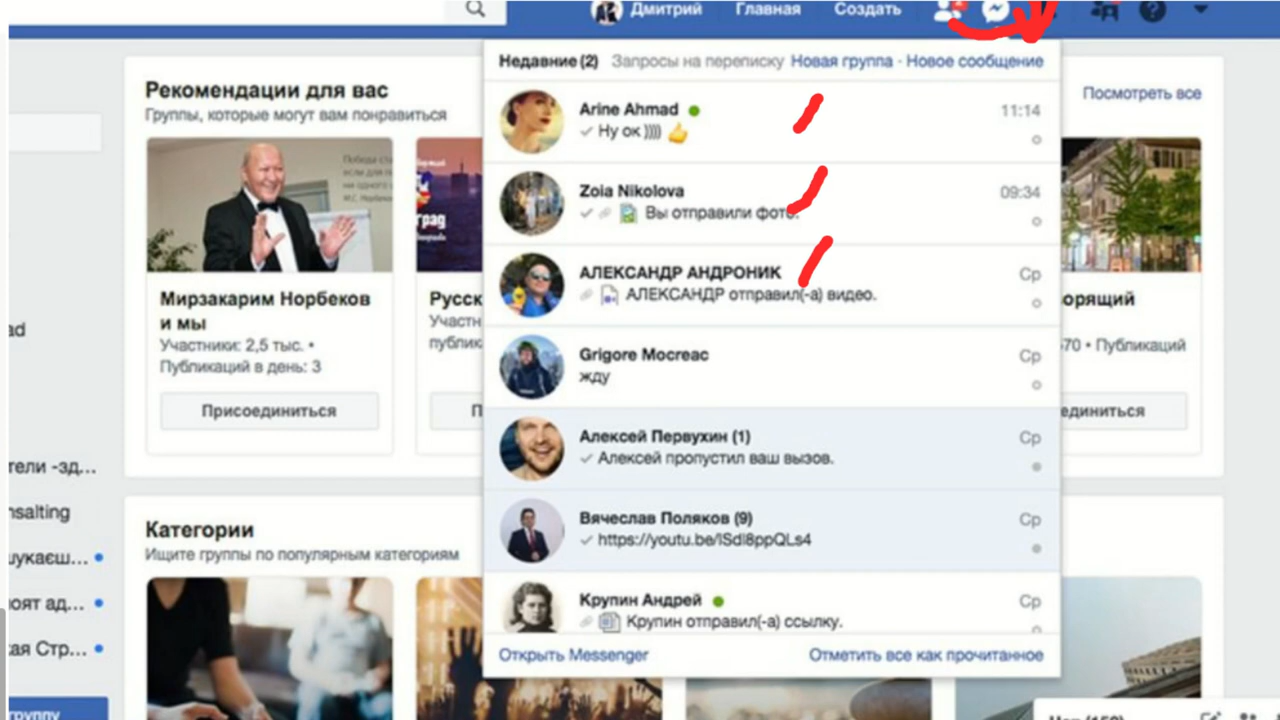 Дмитрий Главная Создать
Недавние (2) Запросы на переписку Новая группа · Новое сообщение
Рекомендации для вас
Группы, которые могут вам понравиться
Посмотреть все
Arine Ahmad 11:14
Ну ок ))))
Zoia Nikolova 09:34
Вы отправили фото.
АЛЕКСАНДР АНДРОНИК Ср
АЛЕКСАНДР отправил(-а) видео.
Grigore Mocreac Ср
жду
Алексей Первухин (1) Ср
Алексей пропустил ваш вызов.
Вячеслав Поляков (9) Ср
https://youtu.be/lSdl8ppQLs4
Крупин Андрей Ср
Крупин отправил(-а) ссылку.
Открыть Messenger Отметить все как прочитанное
Мирзакарим Норбеков
и мы
Участники: 2,5 тыс. •
Публикаций в день: 3
Присоединиться
Русск
Участн
публик
П
орящий
70 • Публикаций
единиться
Категории
Ищите группы по популярным категориям
ad
тели -зд...
nsalting
укаєш...
юят ад...
кая Стр...
группу